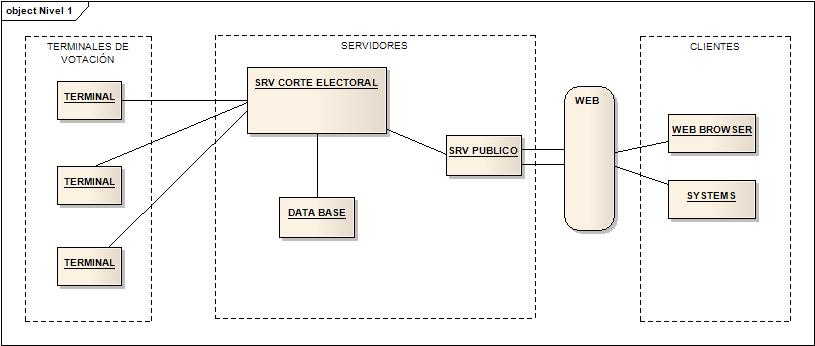 object Nivel 1
TERMINALES DE
VOTACIÓN
TERMINAL
TERMINAL
TERMINAL
SERVIDORES
SRV CORTE ELECTORAL
SRV PUBLICO
DATA BASE
WEB
CLIENTES
WEB BROWSER
SYSTEMS